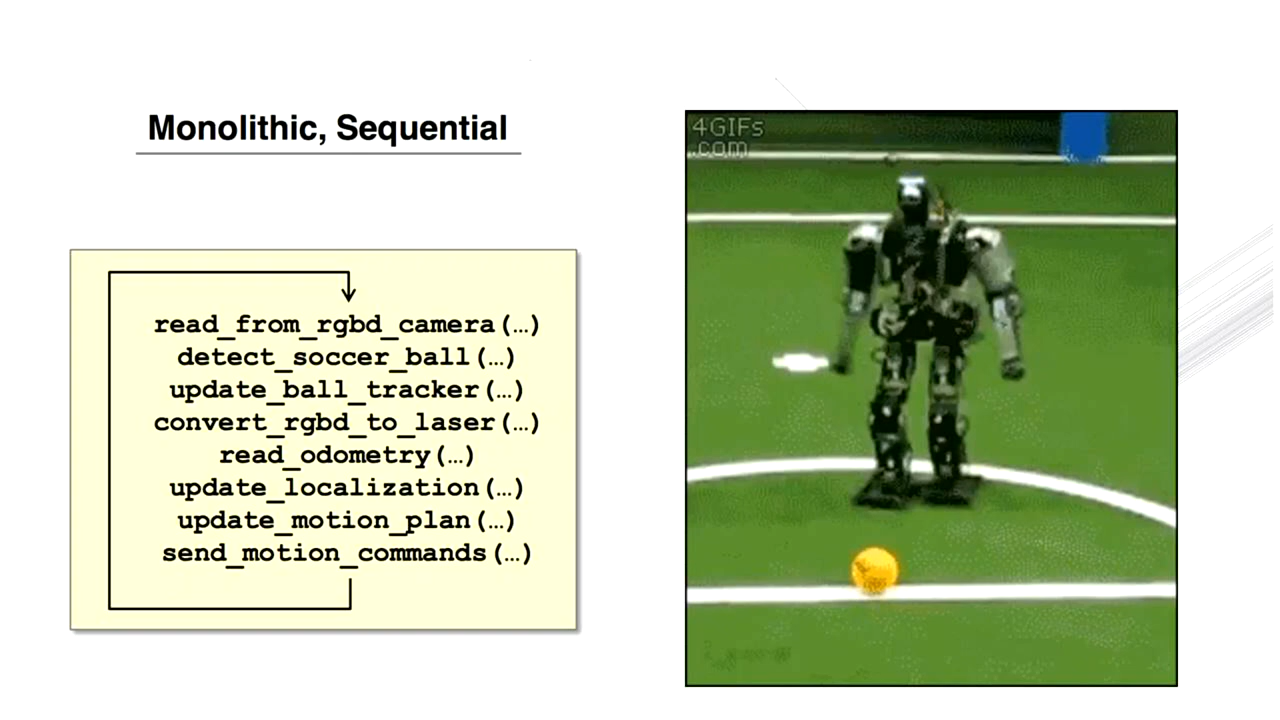 Monolithic, Sequential
read_from_rgbd_camera(…)
detect_soccer_ball(…)
update_ball_tracker(…)
convert_rgbd_to_laser(…)
read_odometry(…)
update_localization(…)
update_motion_plan(…)
send_motion_commands(…)
4GIFs
.com